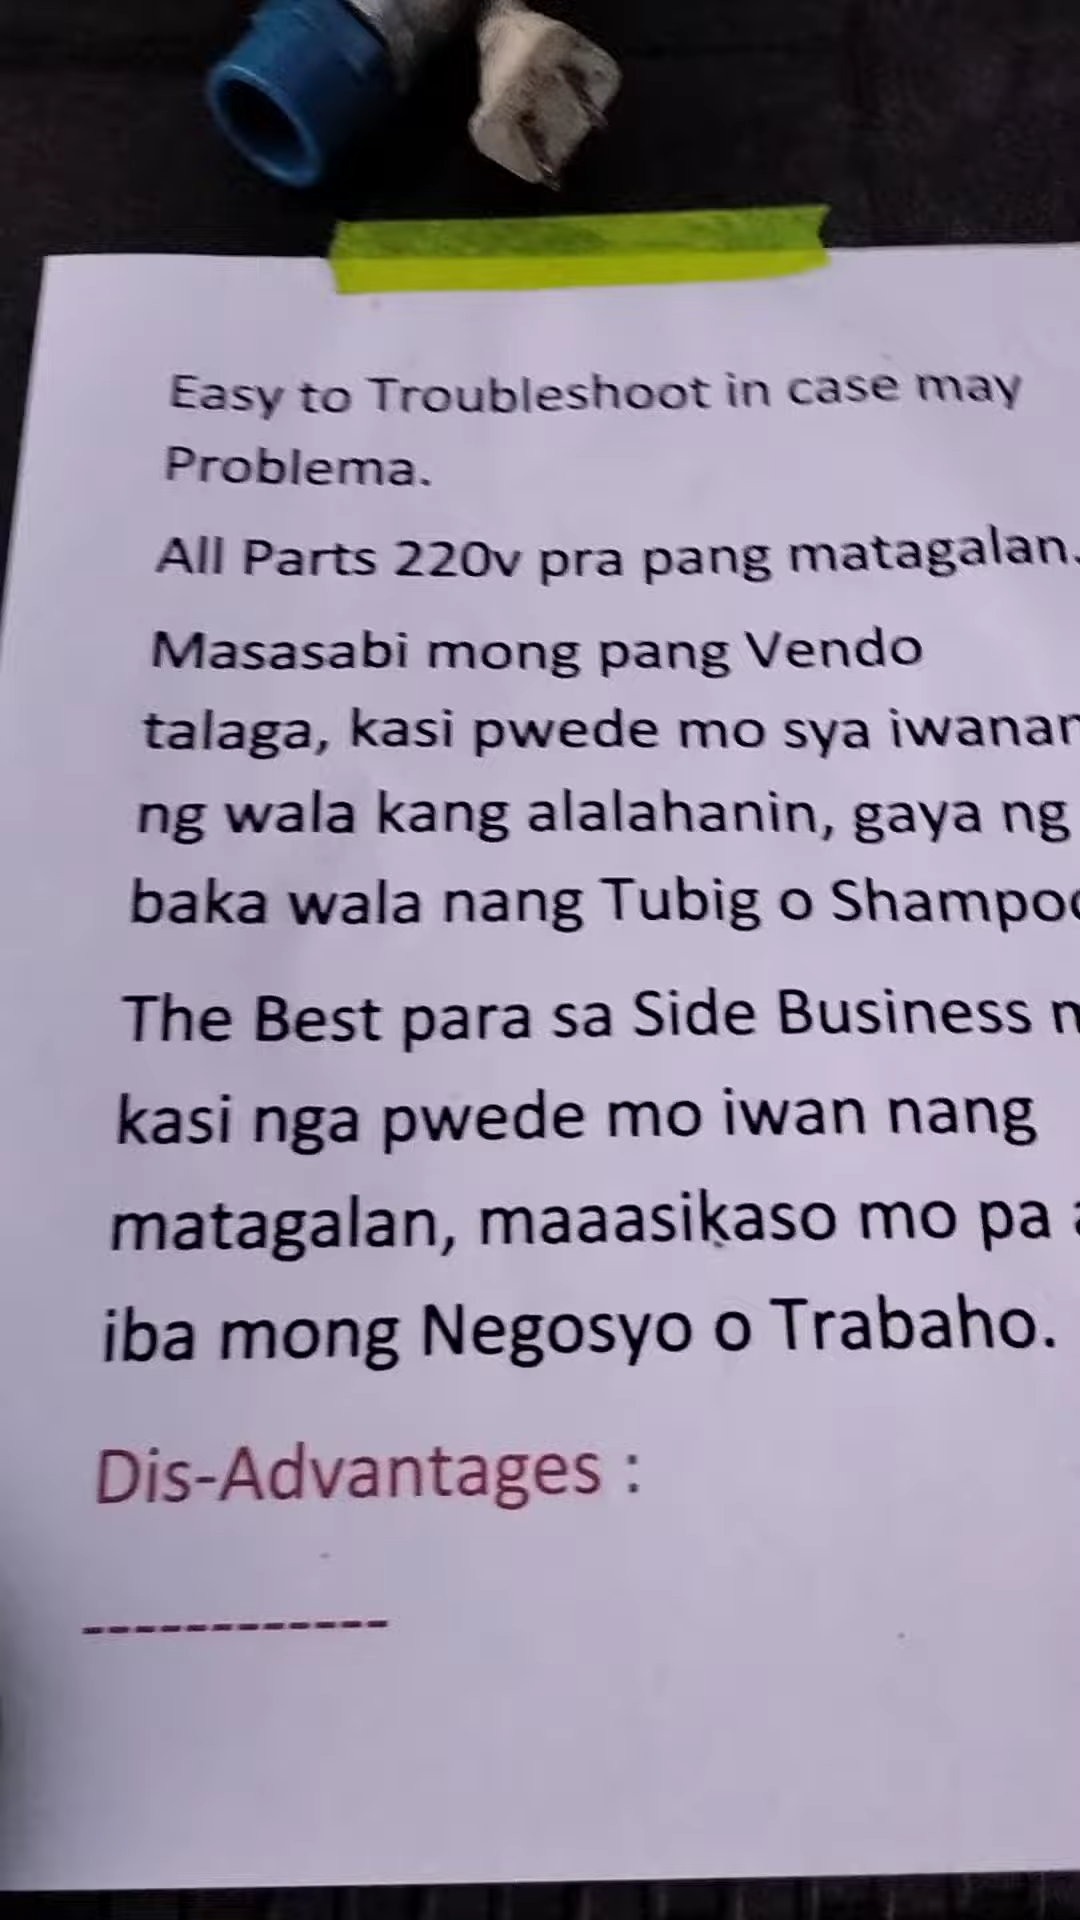 Easy to Troubleshoot in case may
Problema.
All Parts 220v pra pang matagalan.
Masasabi mong pang Vendo
talaga, kasi pwede mo sya
ng wala kang alalahanin, gaya ng
baka wala nang Tubig o
The Best para sa Side Business
kasi nga pwede mo iwan nang
matagalan, maaasikaso mo pa
iba mong Negosyo o Trabaho.
Dis-Advantages :
------------